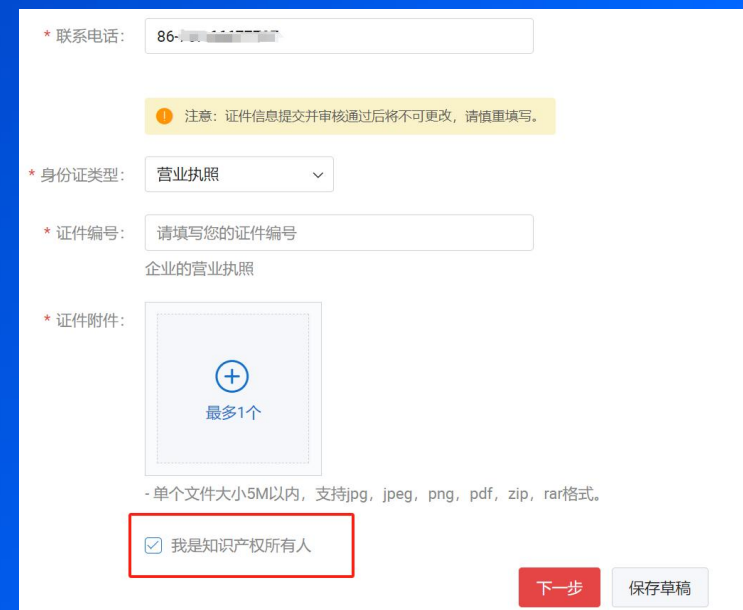 * 联系电话：
86-
注意：证件信息提交并审核通过后将不可更改，请慎重填写。
* 身份证类型： 营业执照
* 证件编号： 请填写您的证件编号
企业的营业执照
* 证件附件：
最多1个
- 单个文件大小5M以内，支持jpg，jpeg，png，pdf，zip，rar格式。
我是知识产权所有人
下一步 保存草稿